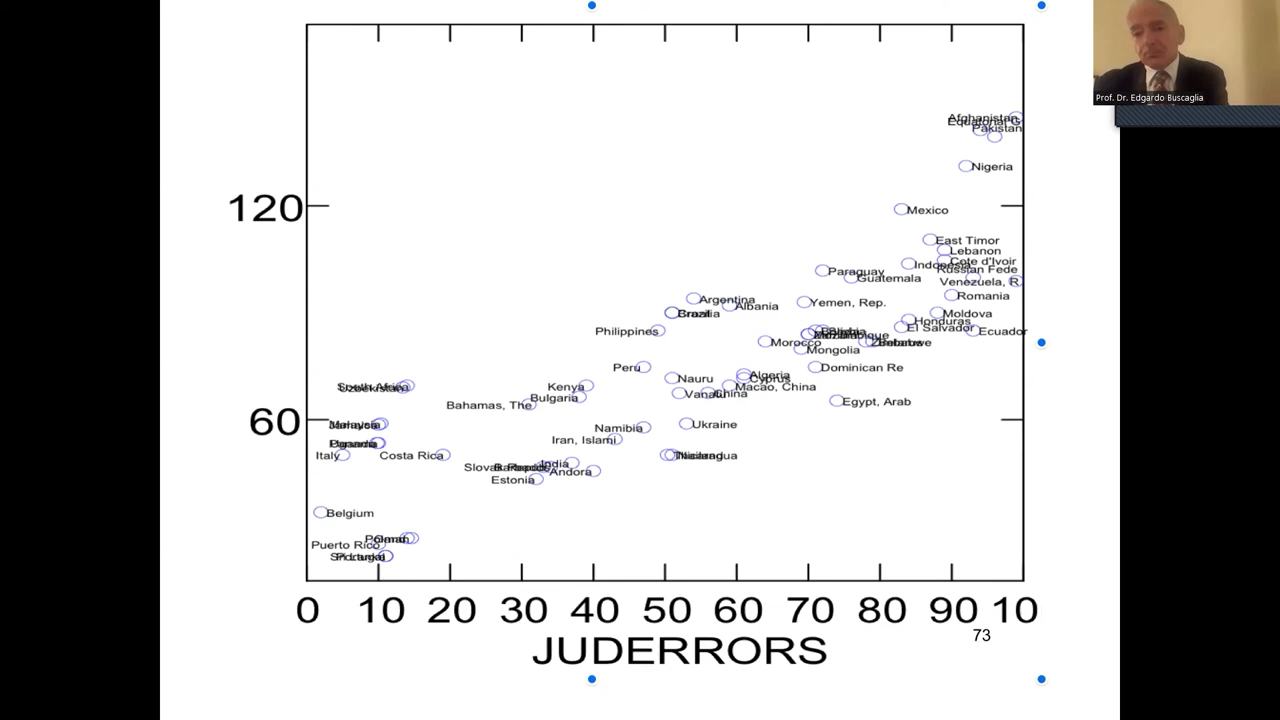 Prof. Dr. Edgardo Buscaglia
Afghanistan
Equatorial G
Pakistan
Nigeria
120
Mexico
East Timor
Lebanon
Cote d'Ivoir
Indonesia
Russian Fede
Paraguay
Guatemala
Venezuela, R
Romania
Argentina
Yemen, Rep.
Albania
Brazil
Moldova
Honduras
El Salvador
Philippines
Ecuador
Zimbabwe
Morocco
Mongolia
Peru
Dominican Re
Algeria
Cyprus
Nauru
Macao, China
South Africa
Uzbekistan
Kenya
China
Bulgaria
Egypt, Arab
Bahamas, The
60
Malaysia
Ukraine
Namibia
Iran, Islami
Italy
Costa Rica
Nicaragua
India
Andora
Estonia
Belgium
Puerto Rico
0 10 20 30 40 50 60 70 80 90 10
73
JUDERRORS